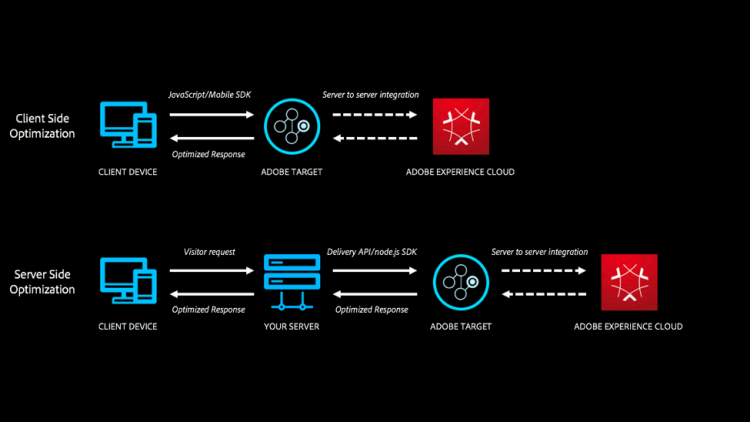 JavaScript/Mobile SDK
Server to server integration
Client Side
Optimization
Optimized Response
CLIENT DEVICE
ADOBE TARGET
ADOBE EXPERIENCE CLOUD
Visitor request
Delivery API/node.js SDK
Server to server integration
Server Side
Optimization
Optimized Response
Optimized Response
CLIENT DEVICE
YOUR SERVER
ADOBE TARGET
ADOBE EXPERIENCE CLOUD